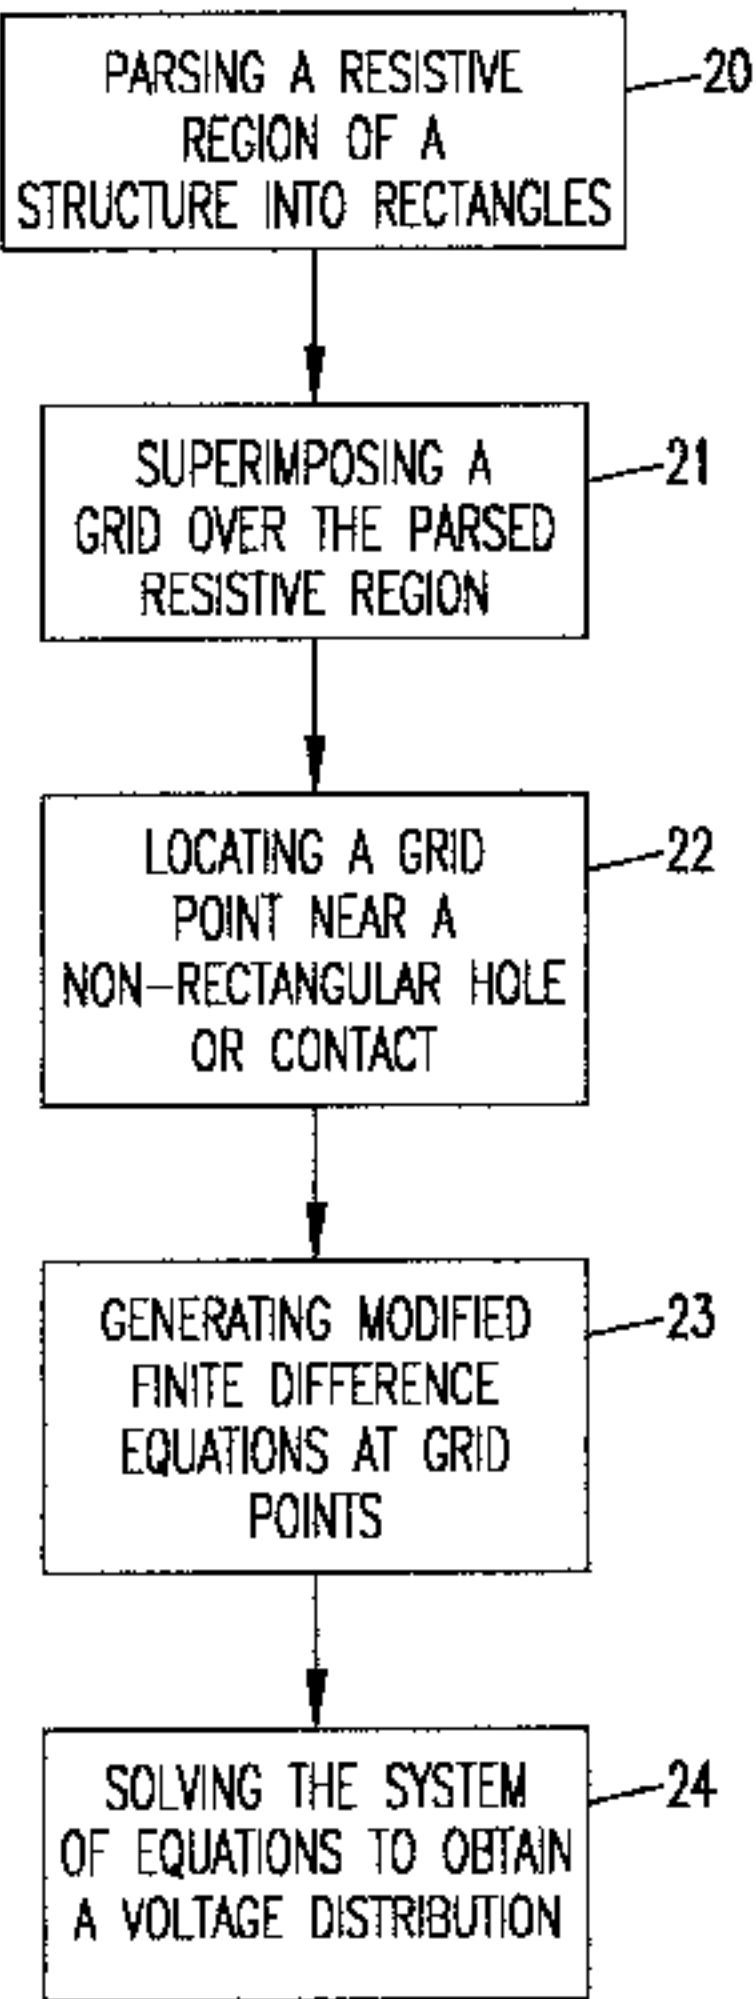 PARSING A RESISTIVE
REGION OF A
STRUCTURE INTO RECTANGLES
20
SUPERIMPOSING A
GRID OVER THE PARSED
RESISTIVE REGION
21
LOCATING A GRID
POINT NEAR A
NON-RECTANGULAR HOLE
OR CONTACT
22
GENERATING MODIFIED
FINITE DIFFERENCE
EQUATIONS AT GRID
POINTS
23
SOLVING THE SYSTEM
OF EQUATIONS TO OBTAIN
A VOLTAGE DISTRIBUTION
24